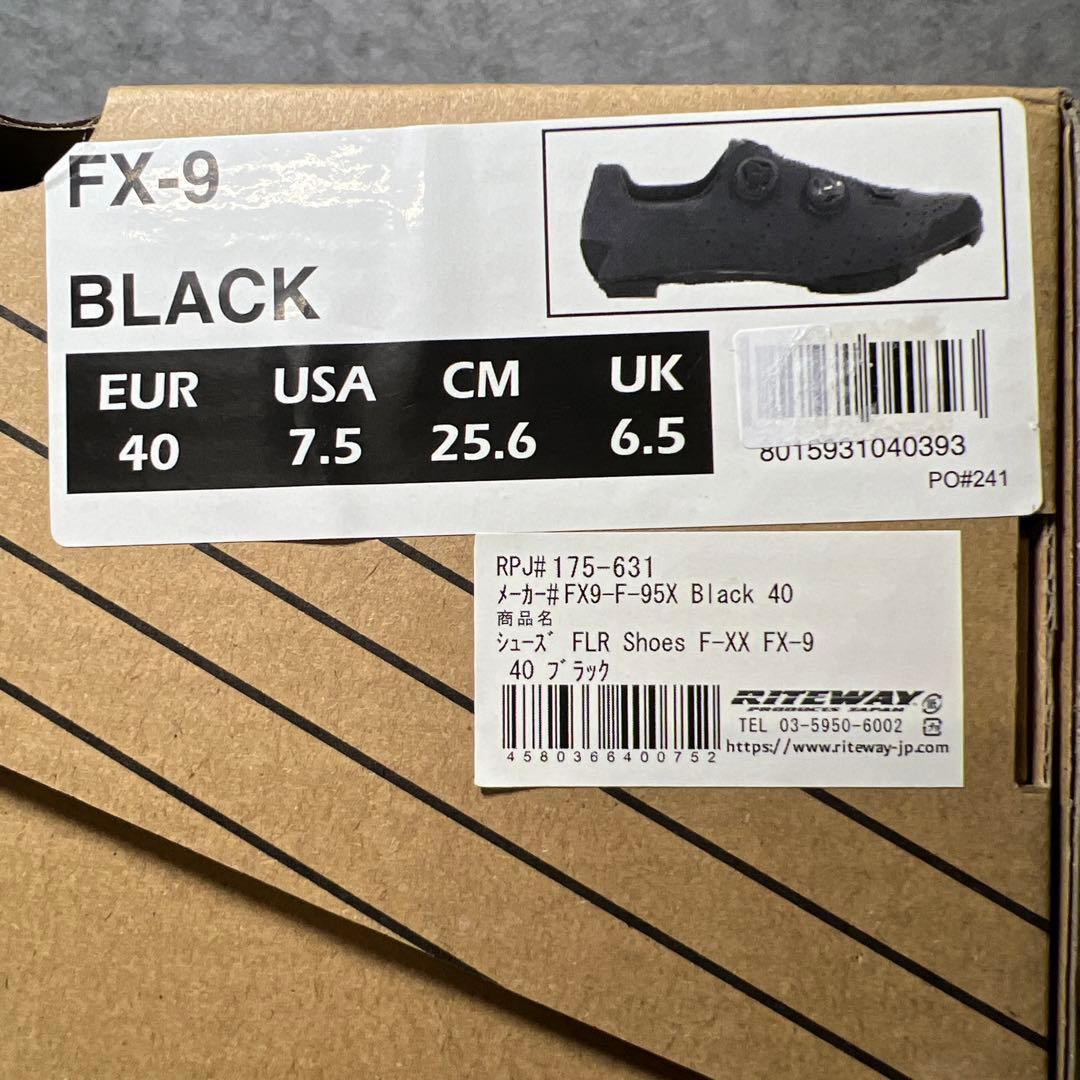 FX-9
BLACK
EUR USA CM UK
40 7.5 25.6 6.5
8015931040393
PO#241
RPJ#175-631
ﾒｰｶｰ#FX9-F-95X Black 40
商品名
ｼｭｰｽﾞ FLR Shoes F-XX FX-9
40 ﾌﾞﾗｯｸ
4580366400752
RITEWAY
PRODUCTS JAPAN
TEL 03-5950-6002
https://www.riteway-jp.com